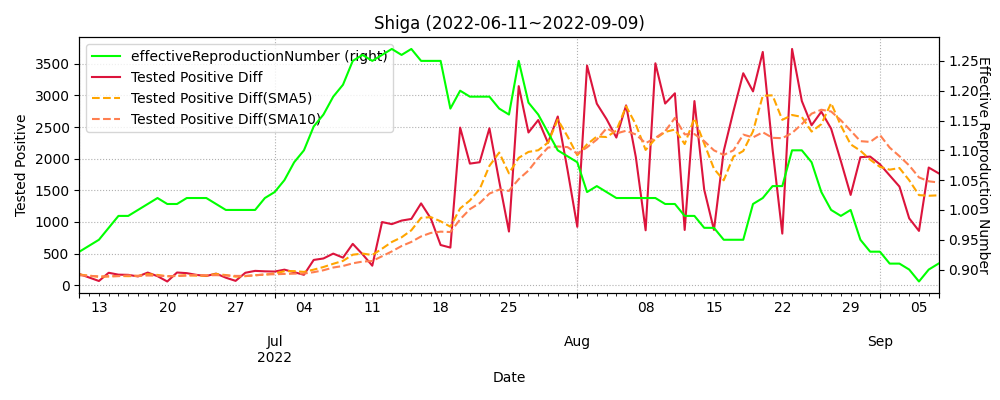 Shiga (2022-06-11~2022-09-09)
effectiveReproductionNumber (right)
Tested Positive Diff
Tested Positive Diff(SMA5)
Tested Positive Diff(SMA10)
Tested Positive
3500
3000
2500
2000
1500
1000
500
0
Effective Reproduction Number
1.25
1.20
1.15
1.10
1.05
1.00
0.95
0.90
13 20 27 04 11 18 25 08 15 22 29 05
Jul Aug Sep
2022
Date